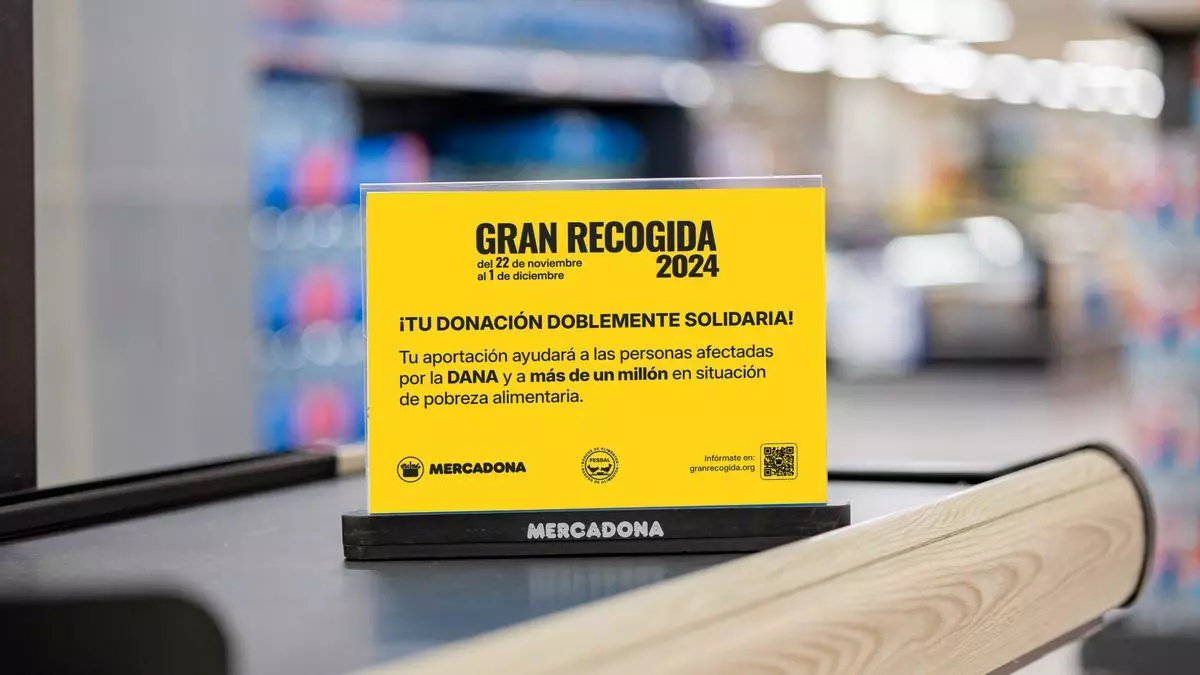 GRAN RECOGIDA
del 22 de noviembre
al 1 de diciembre
2024
¡TU DONACIÓN DOBLEMENTE SOLIDARIA!
Tu aportación ayudará a las personas afectadas
por la DANA y a más de un millón en situación
de pobreza alimentaria.
MERCADONA
FESBAL
Infórmate en:
granrecogida.org
MERCADONA